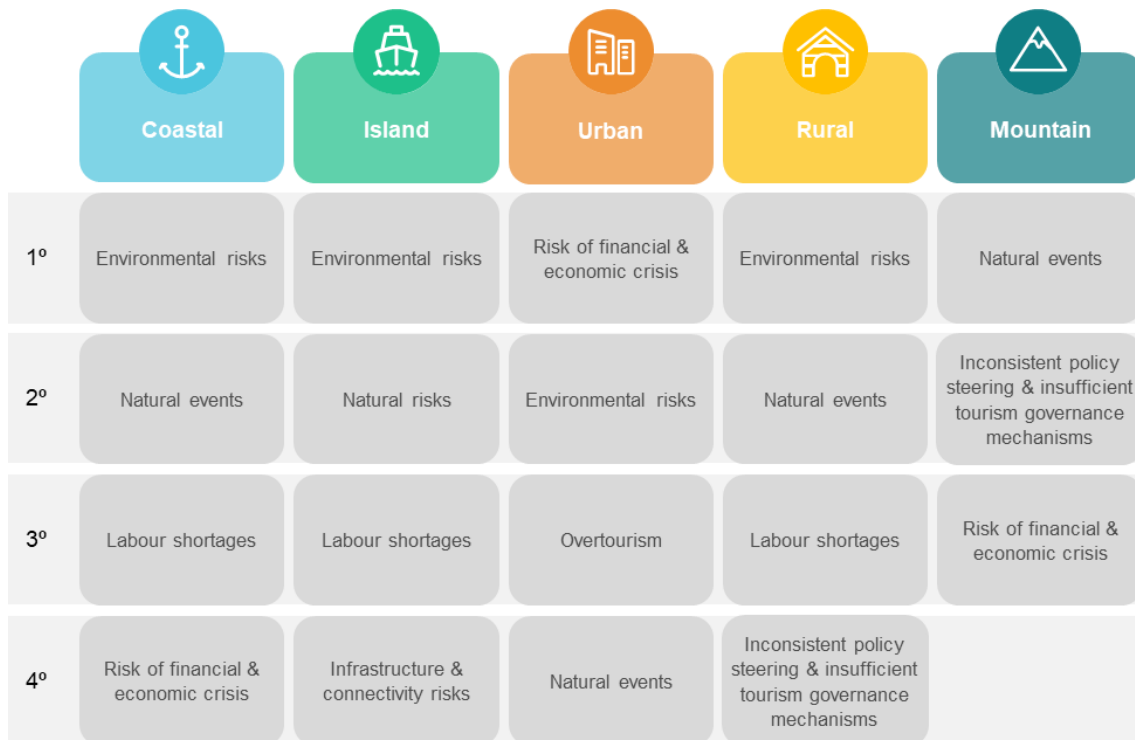 Coastal
Island
Urban
Rural
Mountain
1º
Environmental risks
Environmental risks
Risk of financial &
economic crisis
Environmental risks
Natural events
2º
Natural events
Natural risks
Environmental risks
Natural events
Inconsistent policy
steering & insufficient
tourism governance
mechanisms
3º
Labour shortages
Labour shortages
Overtourism
Labour shortages
Risk of financial &
economic crisis
4º
Risk of financial &
economic crisis
Infrastructure &
connectivity risks
Natural events
Inconsistent policy
steering & insufficient
tourism governance
mechanisms